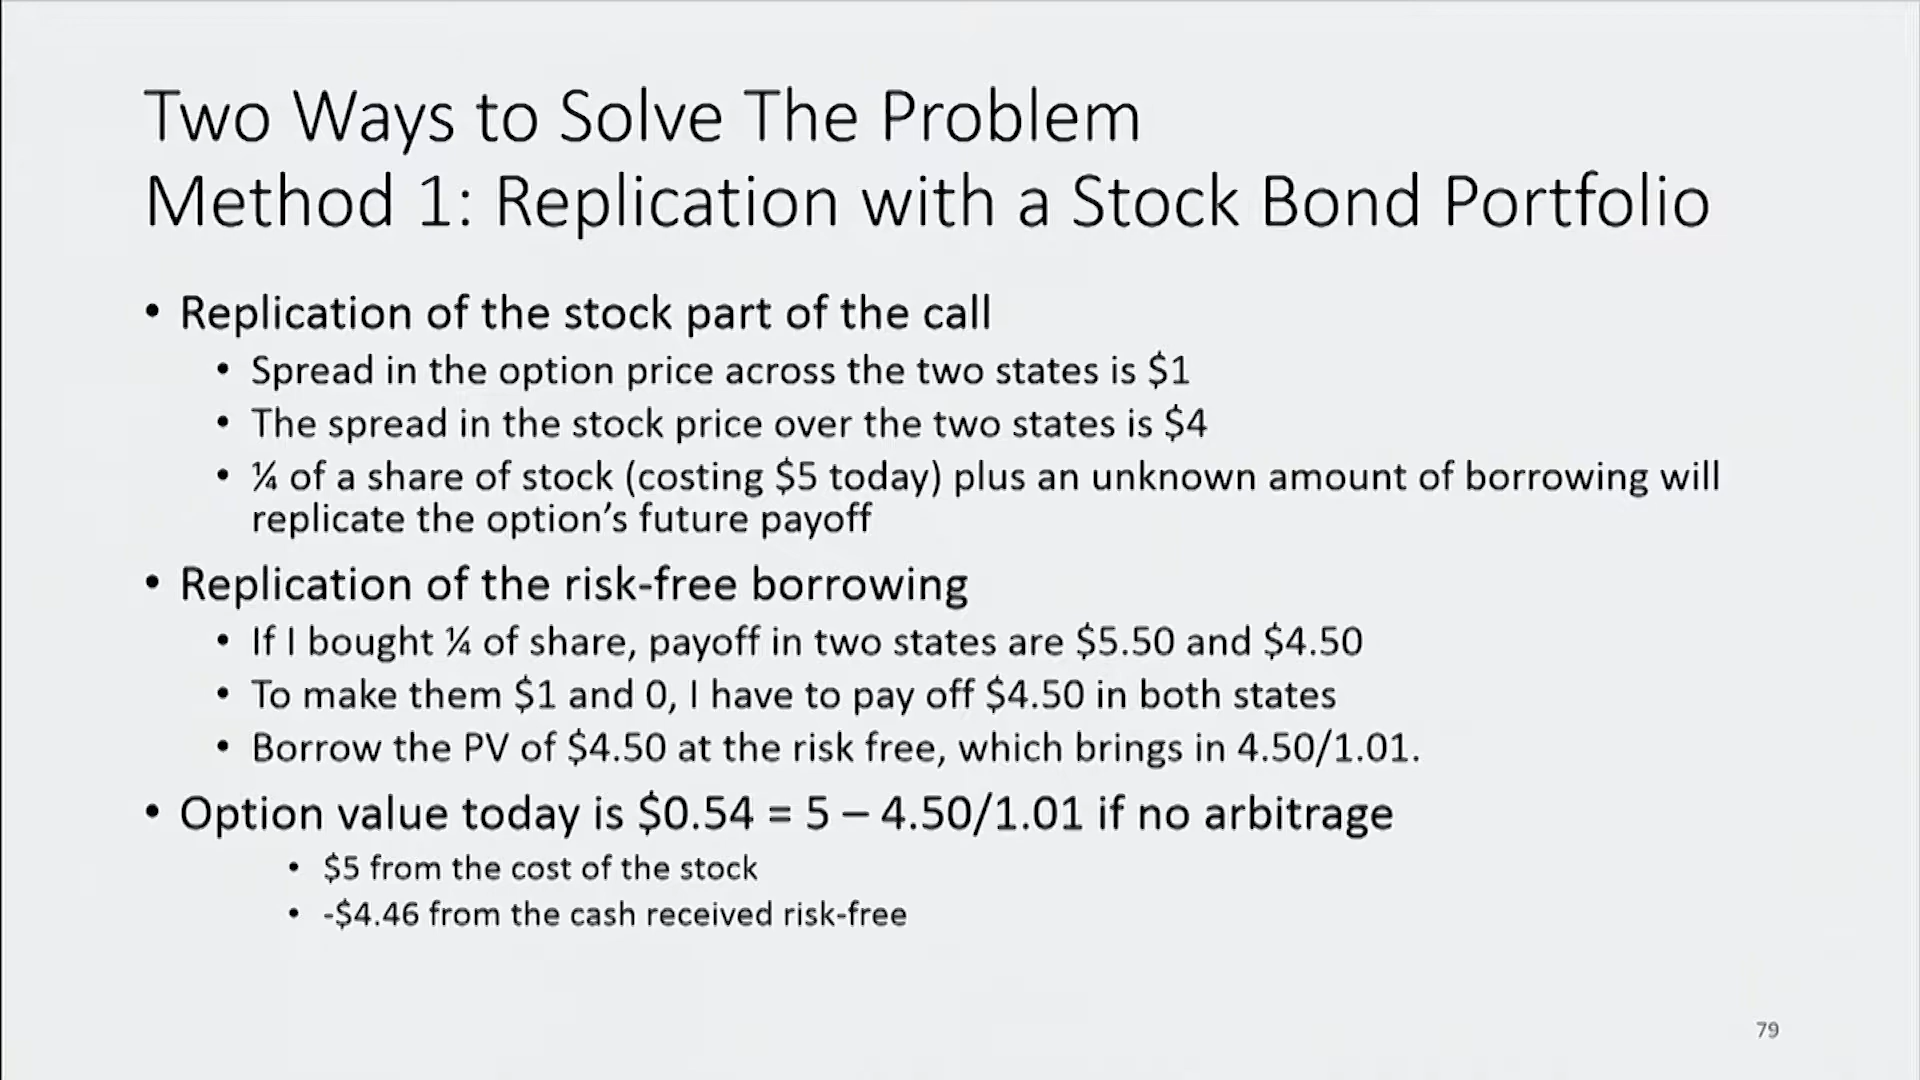 Two Ways to Solve The Problem
Method 1: Replication with a Stock Bond Portfolio
• Replication of the stock part of the call
• Spread in the option price across the two states is $1
• The spread in the stock price over the two states is $4
• ¼ of a share of stock (costing $5 today) plus an unknown amount of borrowing will
replicate the option’s future payoff
• Replication of the risk-free borrowing
• If I bought ¼ of share, payoff in two states are $5.50 and $4.50
• To make them $1 and 0, I have to pay off $4.50 in both states
• Borrow the PV of $4.50 at the risk free, which brings in 4.50/1.01.
• Option value today is $0.54 = 5 – 4.50/1.01 if no arbitrage
• $5 from the cost of the stock
• -$4.46 from the cash received risk-free
79